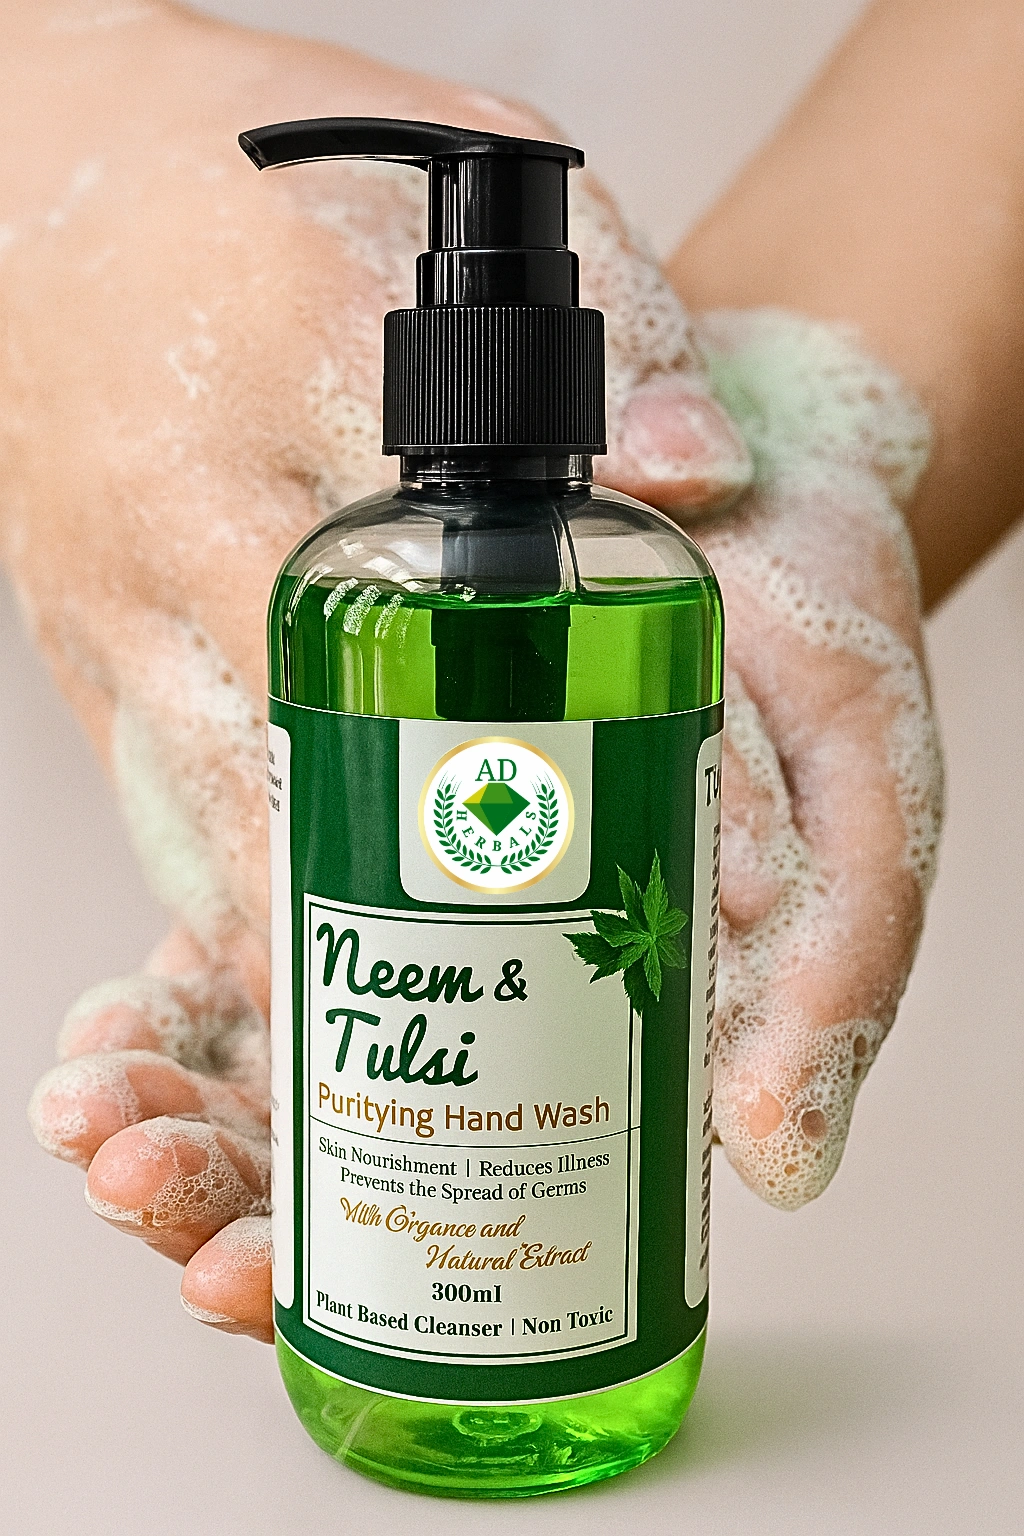 AD
HERBALS
Neem &
Tulsi
Puritying Hand Wash
Skin Nourishment | Reduces Illness
Prevents the Spread of Germs
With Organce and
Natural Extract
300ml
Plant Based Cleanser | Non Toxic